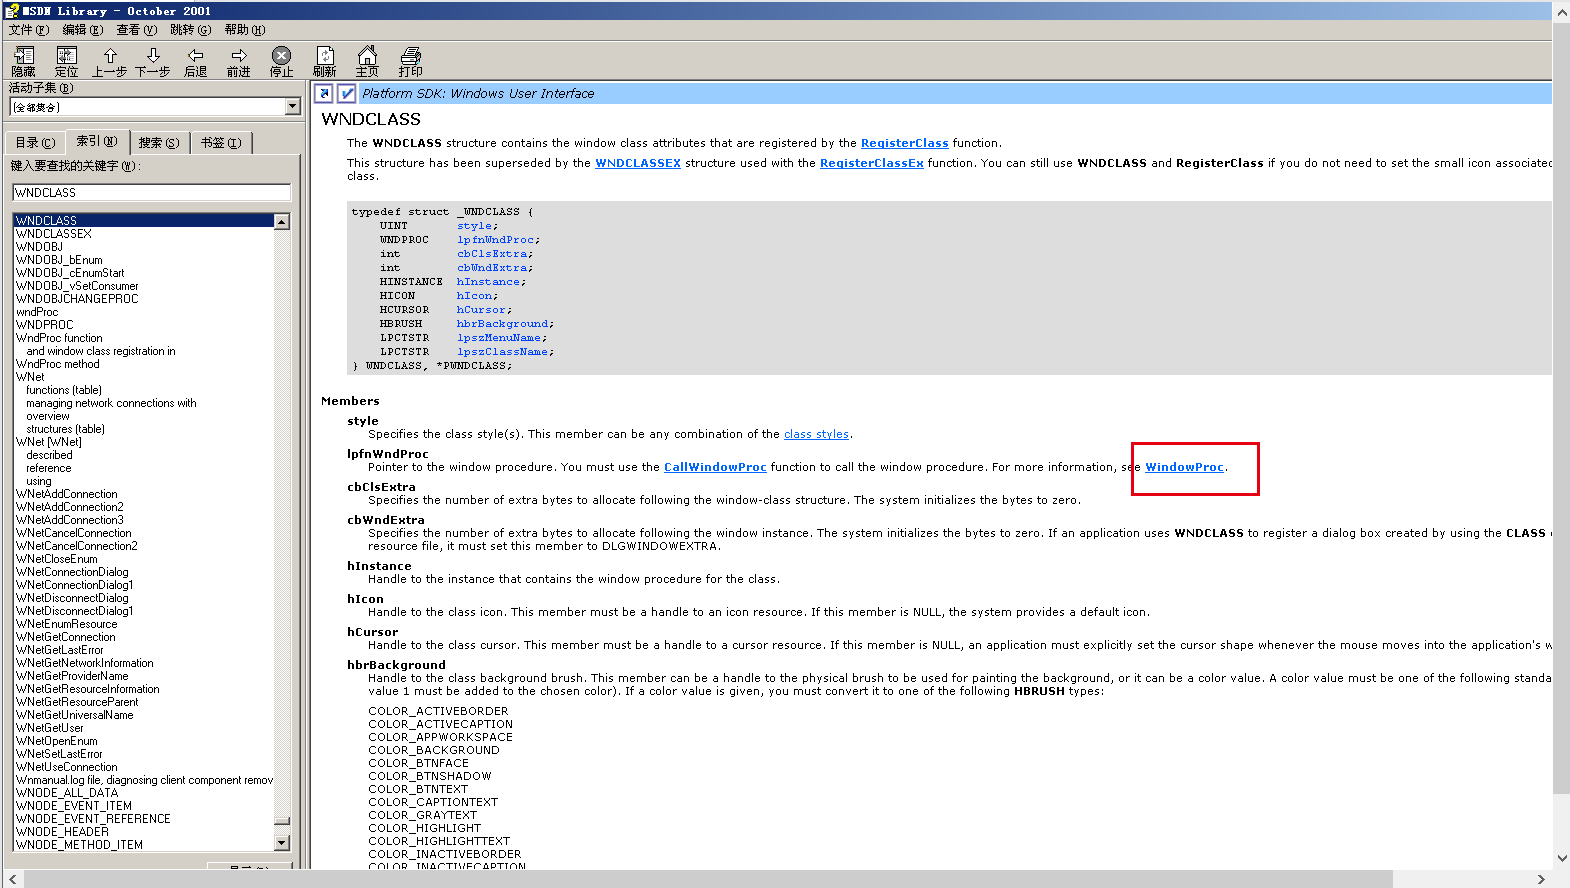 MSDN Library - October 2001
文件(F) 编辑(E) 查看(V) 跳转(G) 帮助(H)
隐藏 定位 上一步 下一步 后退 前进 停止 刷新 主页 打印
活动子集(B)
(全部集合)
目录(C) 索引(N) 搜索(S) 书签(I)
键入要查找的关键字(W):
WNDCLASS
WNDCLASS
WNDCLASSEX
WNDOBJ
WNDOBJ_bEnum
WNDOBJ_cEnumStart
WNDOBJ_vSetConsumer
WNDOBJCHANGEPROC
wndProc
WNDPROC
WndProc function
and window class registration in
WndProc method
WNet
functions (table)
managing network connections with
overview
structures (table)
WNet [WNet]
described
reference
using
WNetAddConnection
WNetAddConnection2
WNetAddConnection3
WNetCancelConnection
WNetCancelConnection2
WNetCloseEnum
WNetConnectionDialog
WNetConnectionDialog1
WNetDisconnectDialog
WNetDisconnectDialog1
WNetEnumResource
WNetGetConnection
WNetGetLastError
WNetGetNetworkInformation
WNetGetProviderName
WNetGetResourceInformation
WNetGetResourceParent
WNetGetUniversalName
WNetGetUser
WNetOpenEnum
WNetSetLastError
WNetUseConnection
Wnmanual.log file, diagnosing client component remov
WNODE_ALL_DATA
WNODE_EVENT_ITEM
WNODE_EVENT_REFERENCE
WNODE_HEADER
WNODE_METHOD_ITEM
Platform SDK: Windows User Interface
WNDCLASS
The WNDCLASS structure contains the window class attributes that are registered by the RegisterClass function.
This structure has been superseded by the WNDCLASSEX structure used with the RegisterClassEx function. You can still use WNDCLASS and RegisterClass if you do not need to set the small icon associated
class.
typedef struct _WNDCLASS {
UINT style;
WNDPROC lpfnWndProc;
int cbClsExtra;
int cbWndExtra;
HINSTANCE hInstance;
HICON hIcon;
HCURSOR hCursor;
HBRUSH hbrBackground;
LPCTSTR lpszMenuName;
LPCTSTR lpszClassName;
} WNDCLASS, *PWNDCLASS;
Members
style
Specifies the class style(s). This member can be any combination of the class styles.
lpfnWndProc
Pointer to the window procedure. You must use the CallWindowProc function to call the window procedure. For more information, see WindowProc.
cbClsExtra
Specifies the number of extra bytes to allocate following the window-class structure. The system initializes the bytes to zero.
cbWndExtra
Specifies the number of extra bytes to allocate following the window instance. The system initializes the bytes to zero. If an application uses WNDCLASS to register a dialog box created by using the CLASS
resource file, it must set this member to DLGWINDOWEXTRA.
hInstance
Handle to the instance that contains the window procedure for the class.
hIcon
Handle to the class icon. This member must be a handle to an icon resource. If this member is NULL, the system provides a default icon.
hCursor
Handle to the class cursor. This member must be a handle to a cursor resource. If this member is NULL, an application must explicitly set the cursor shape whenever the mouse moves into the application's w
hbrBackground
Handle to the class background brush. This member can be a handle to the physical brush to be used for painting the background, or it can be a color value. A color value must be one of the following standa
value 1 must be added to the chosen color). If a color value is given, you must convert it to one of the following HBRUSH types:
COLOR_ACTIVEBORDER
COLOR_ACTIVECAPTION
COLOR_APPWORKSPACE
COLOR_BACKGROUND
COLOR_BTNFACE
COLOR_BTNSHADOW
COLOR_BTNTEXT
COLOR_CAPTIONTEXT
COLOR_GRAYTEXT
COLOR_HIGHLIGHT
COLOR_HIGHLIGHTTEXT
COLOR_INACTIVEBORDER
COLOR_INACTIVECAPTION